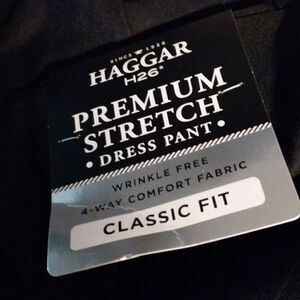 SINCE 1926
HAGGAR
H26®
PREMIUM
STRETCH
• DRESS PANT •
WRINKLE FREE
4-WAY COMFORT FABRIC
CLASSIC FIT